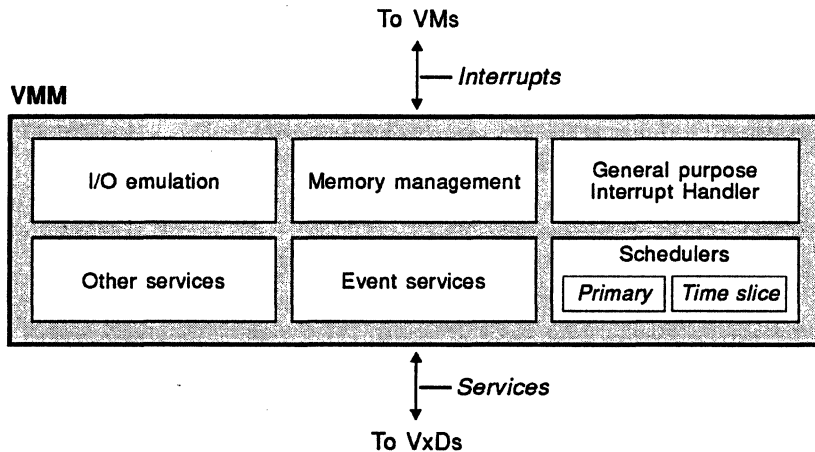 To VMs
Interrupts
VMM
I/O emulation
Memory management
General purpose
Interrupt Handler
Other services
Event services
Schedulers
Primary
Time slice
Services
To VxDs